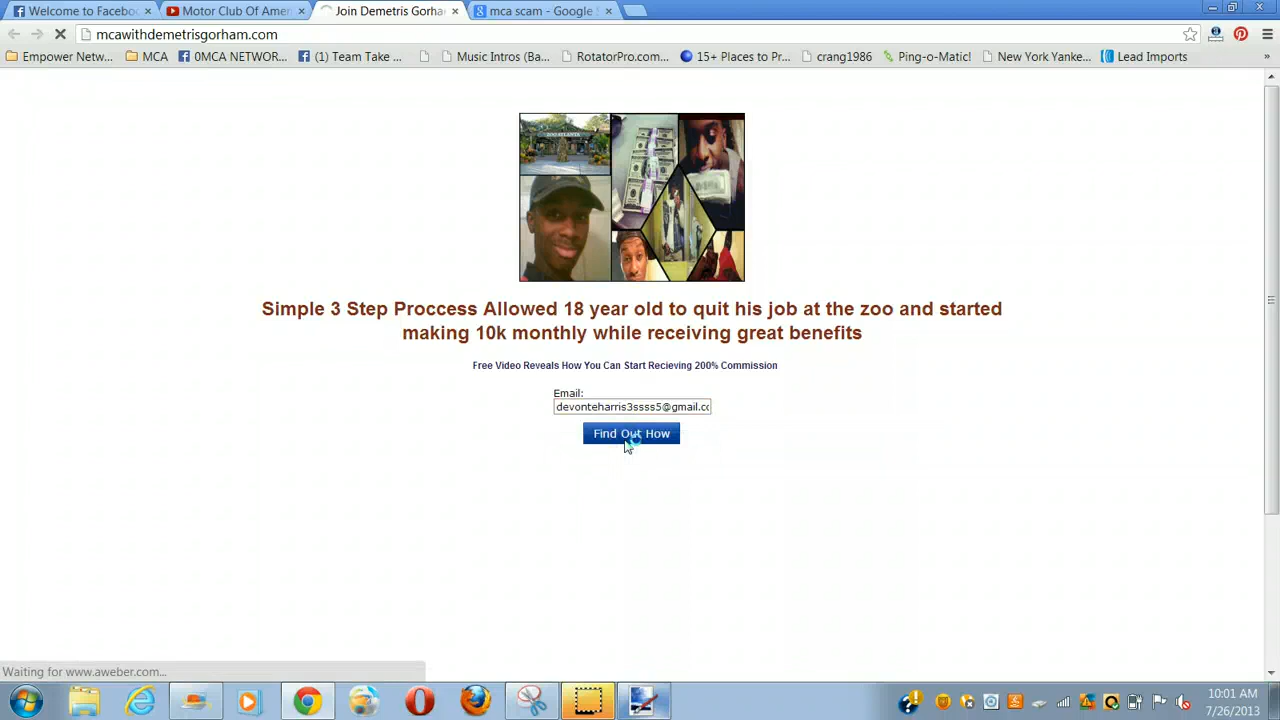 Welcome to Facebo
Motor Club Of Amer
Join Demetris Gorha
mca scam - Google S
mcawithdemetrisgorham.com
Empower Netw...
MCA
0MCA NETWOR...
(1) Team Take ...
Music Intros (Ba...
RotatorPro.com...
15+ Places to Pr...
crang1986
Ping-o-Matic!
New York Yanke...
Lead Imports
»
ZOO ATLANTA
Simple 3 Step Proccess Allowed 18 year old to quit his job at the zoo and started
making 10k monthly while receiving great benefits
Free Video Reveals How You Can Start Recieving 200% Commission
Email:
devonteharris3ssss5@gmail.co
Find Out How
Waiting for www.aweber.com...
10:01 AM
7/26/2013